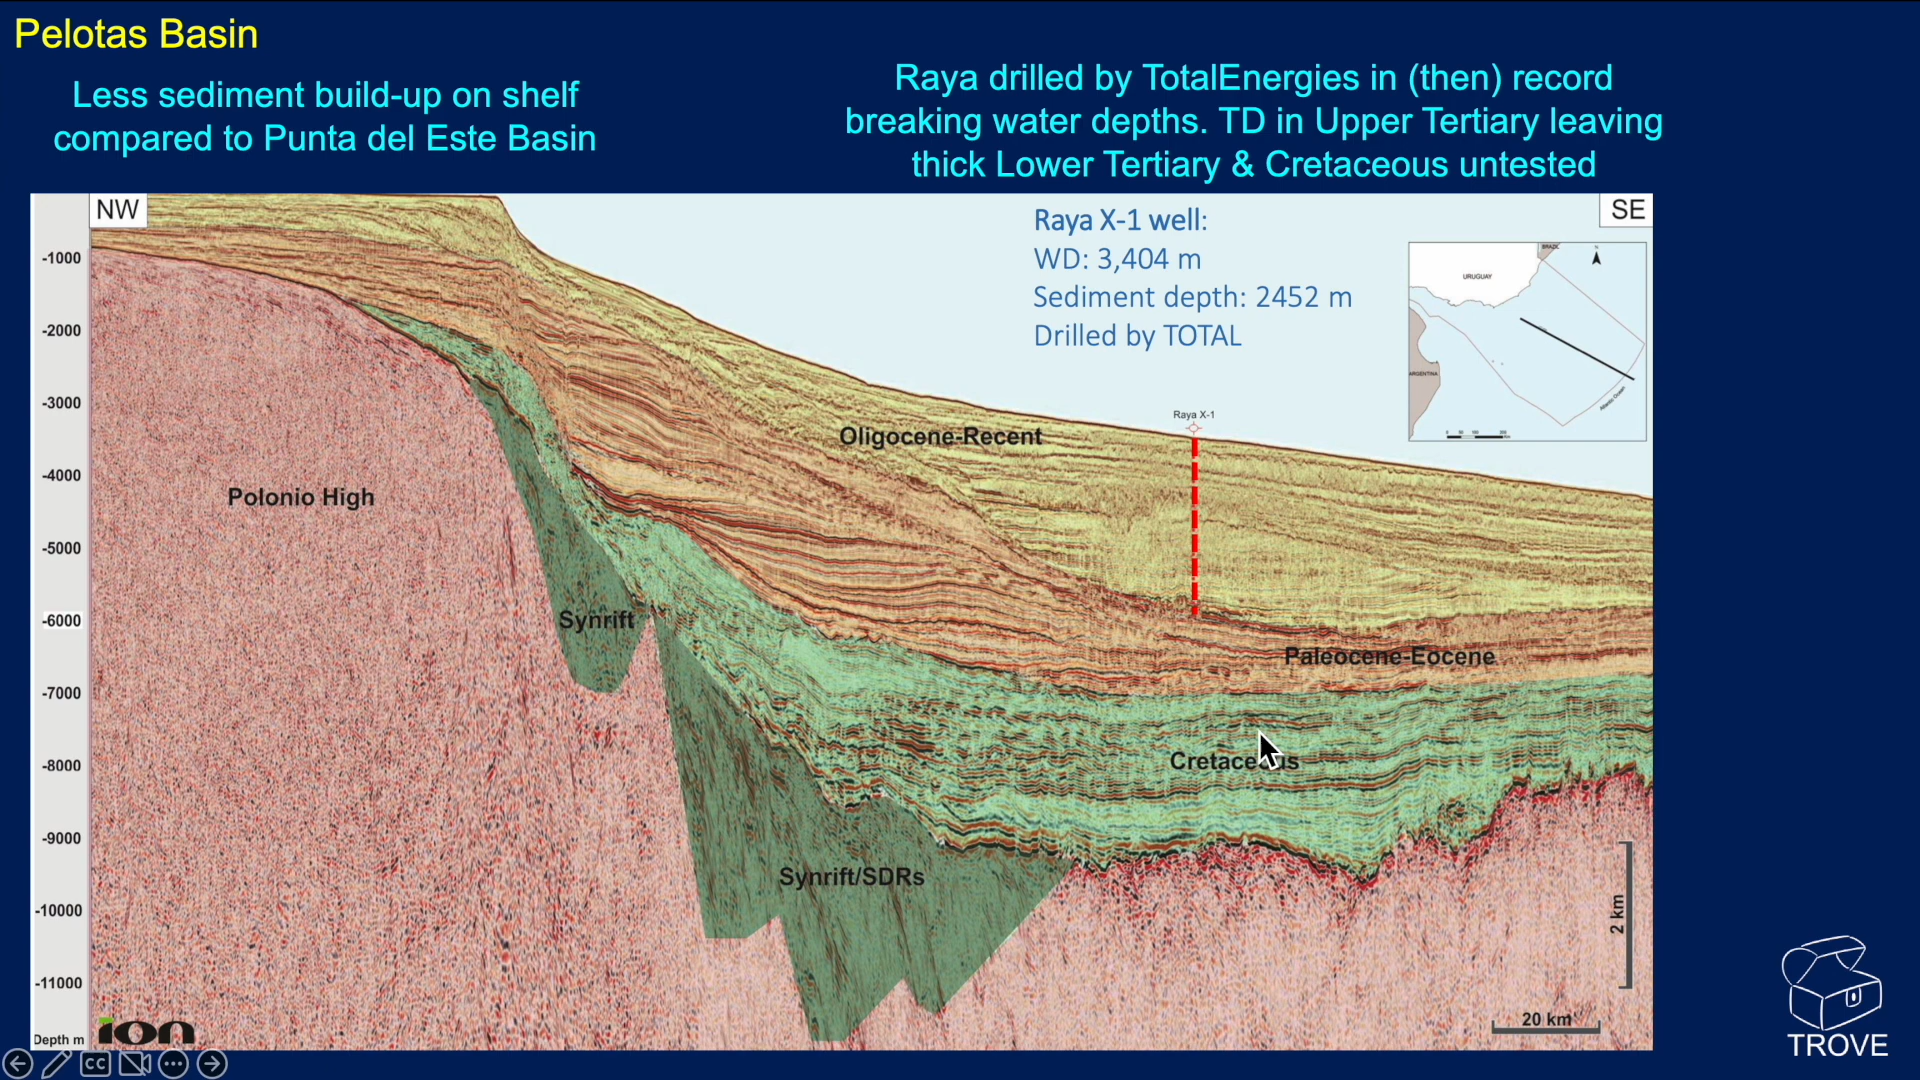 Pelotas Basin
Less sediment build-up on shelf
compared to Punta del Este Basin
Raya drilled by TotalEnergies in (then) record
breaking water depths. TD in Upper Tertiary leaving
thick Lower Tertiary & Cretaceous untested
NW
SE
Raya X-1 well:
WD: 3,404 m
Sediment depth: 2452 m
Drilled by TOTAL
BRAZIL
N
URUGUAY
ARGENTINA
Atlantic Ocean
-1000
-2000
-3000
-4000
-5000
-6000
-7000
-8000
-9000
-10000
-11000
Depth m
Raya X-1
Oligocene-Recent
Polonio High
Synrift
Paleocene-Eocene
Synrift/SDRs
2 km
20 km
ion
CC
TROVE